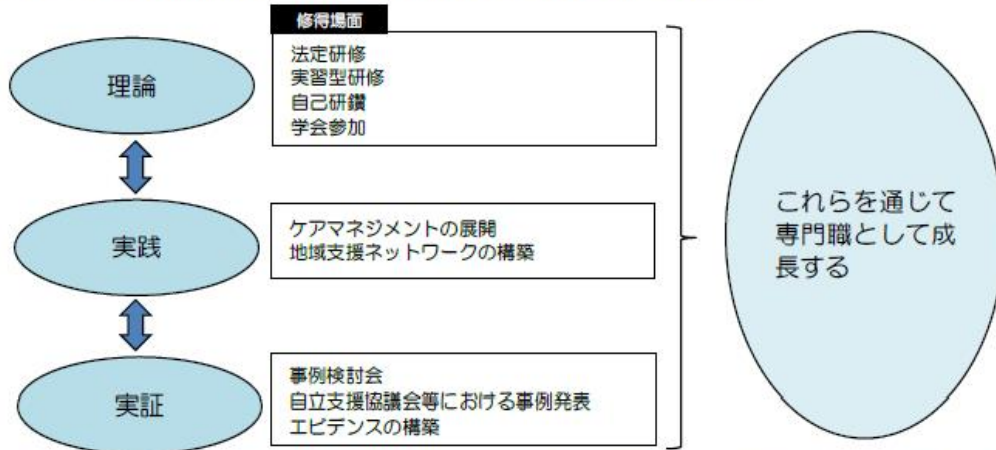 修得場面
理論
法定研修
実習型研修
自己研鑽
学会参加
実践
ケアマネジメントの展開
地域支援ネットワークの構築
実証
事例検討会
自立支援協議会等における事例発表
エビデンスの構築
これらを通じて
専門職として成
長する